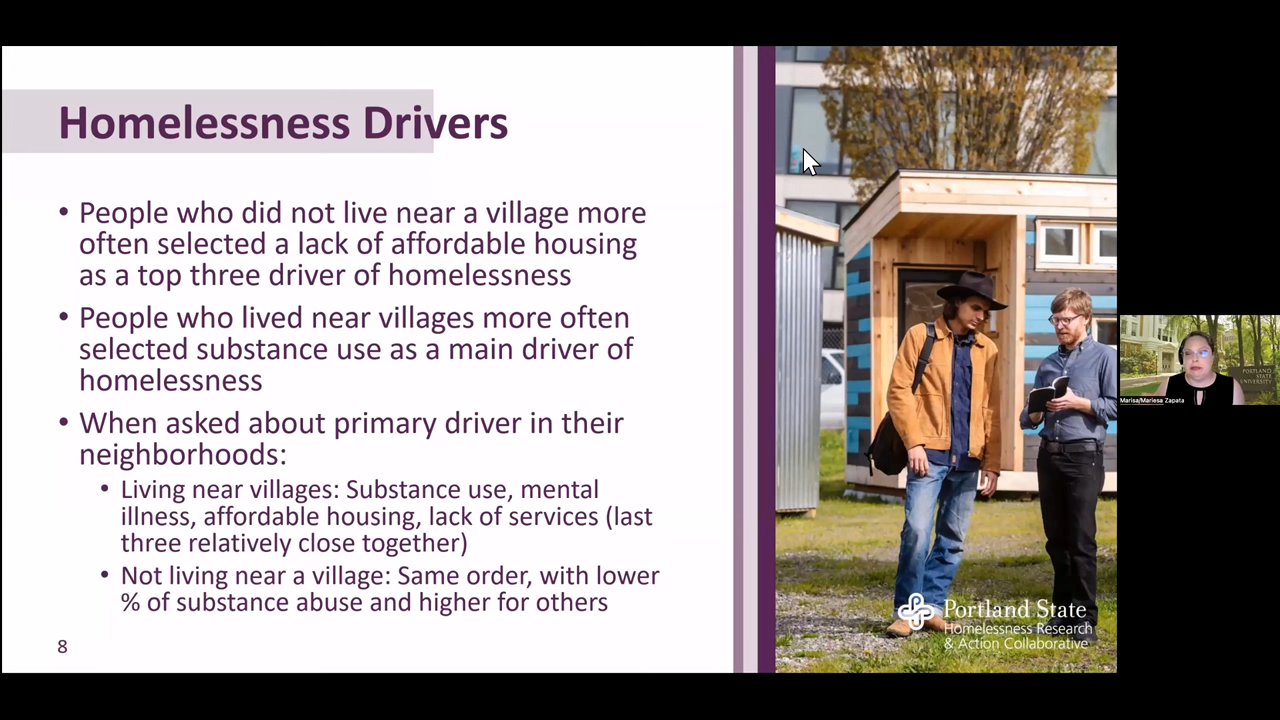 Homelessness Drivers
• People who did not live near a village more
often selected a lack of affordable housing
as a top three driver of homelessness
• People who lived near villages more often
selected substance use as a main driver of
homelessness
• When asked about primary driver in their
neighborhoods:
• Living near villages: Substance use, mental
illness, affordable housing, lack of services (last
three relatively close together)
• Not living near a village: Same order, with lower
% of substance abuse and higher for others
8
Portland State
Homelessness Research
& Action Collaborative
PORTLAND
STATE
UNIVERSITY
Marisa/Mariesa Zapata